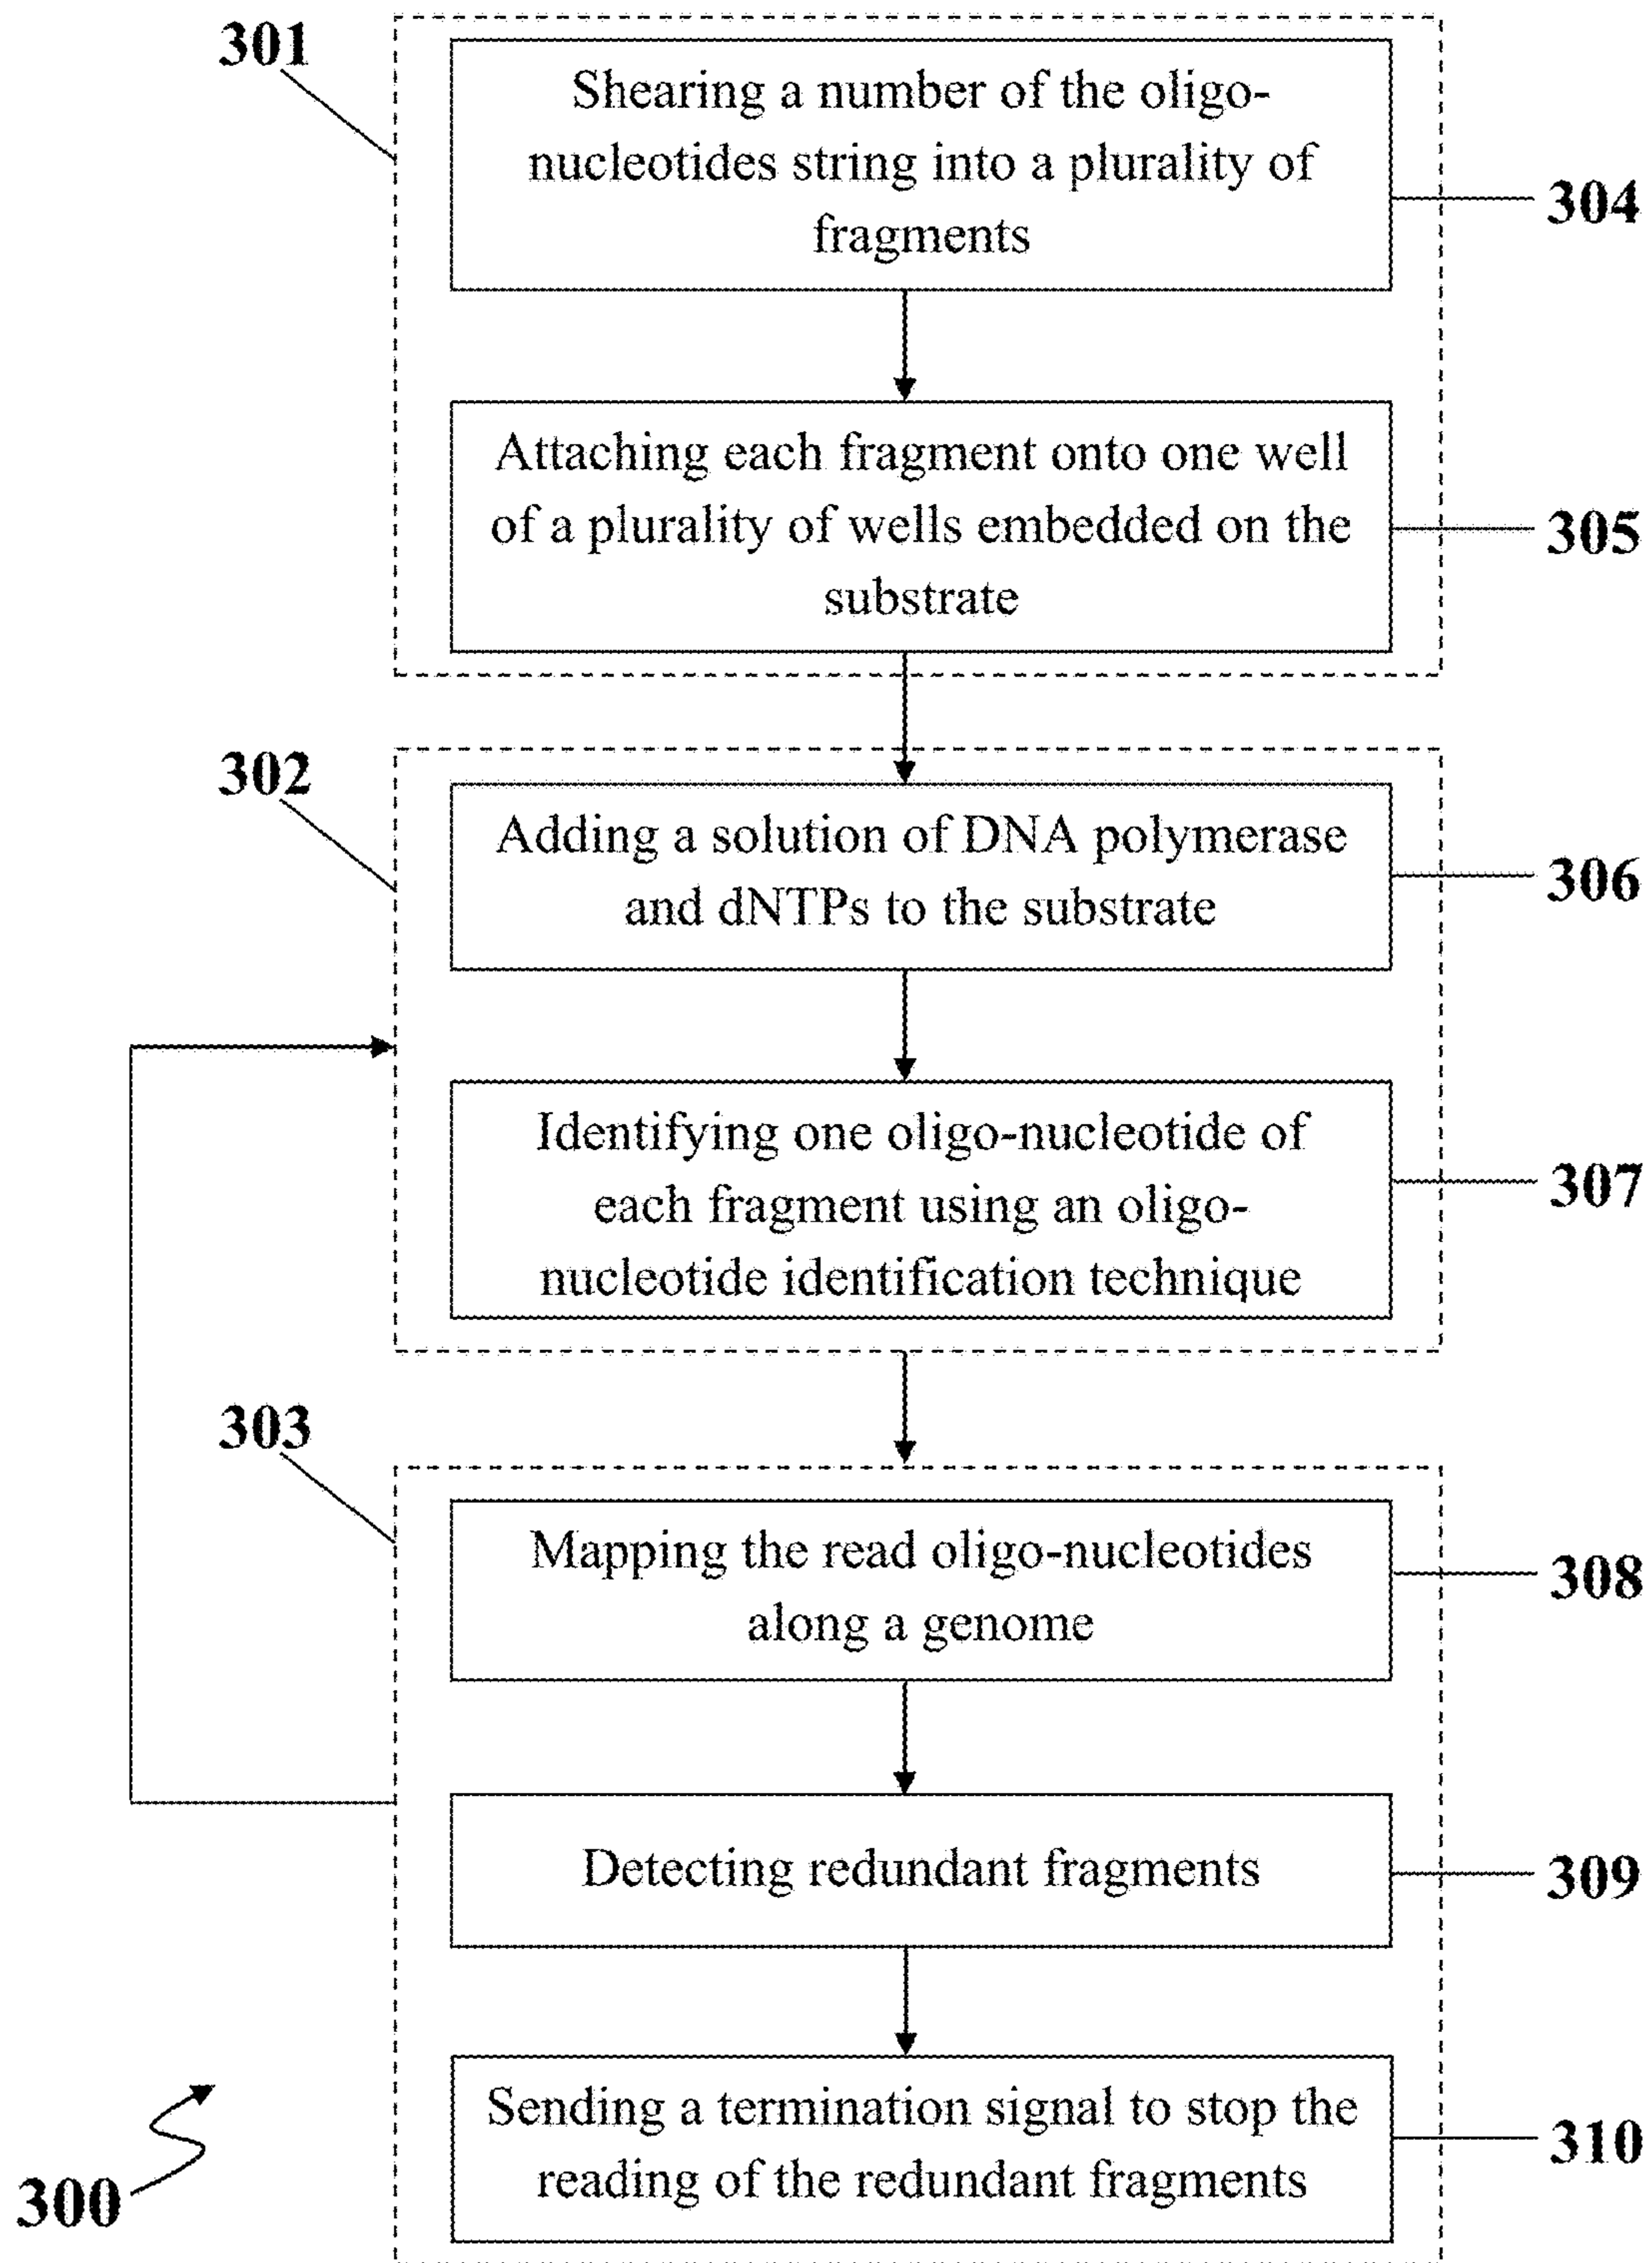 301
Shearing a number of the oligo-
nucleotides string into a plurality of
fragments
304
Attaching each fragment onto one well
of a plurality of wells embedded on the
substrate
305
302
Adding a solution of DNA polymerase
and dNTPs to the substrate
306
Identifying one oligo-nucleotide of
each fragment using an oligo-
nucleotide identification technique
307
303
Mapping the read oligo-nucleotides
along a genome
308
Detecting redundant fragments
309
Sending a termination signal to stop the
reading of the redundant fragments
310
300